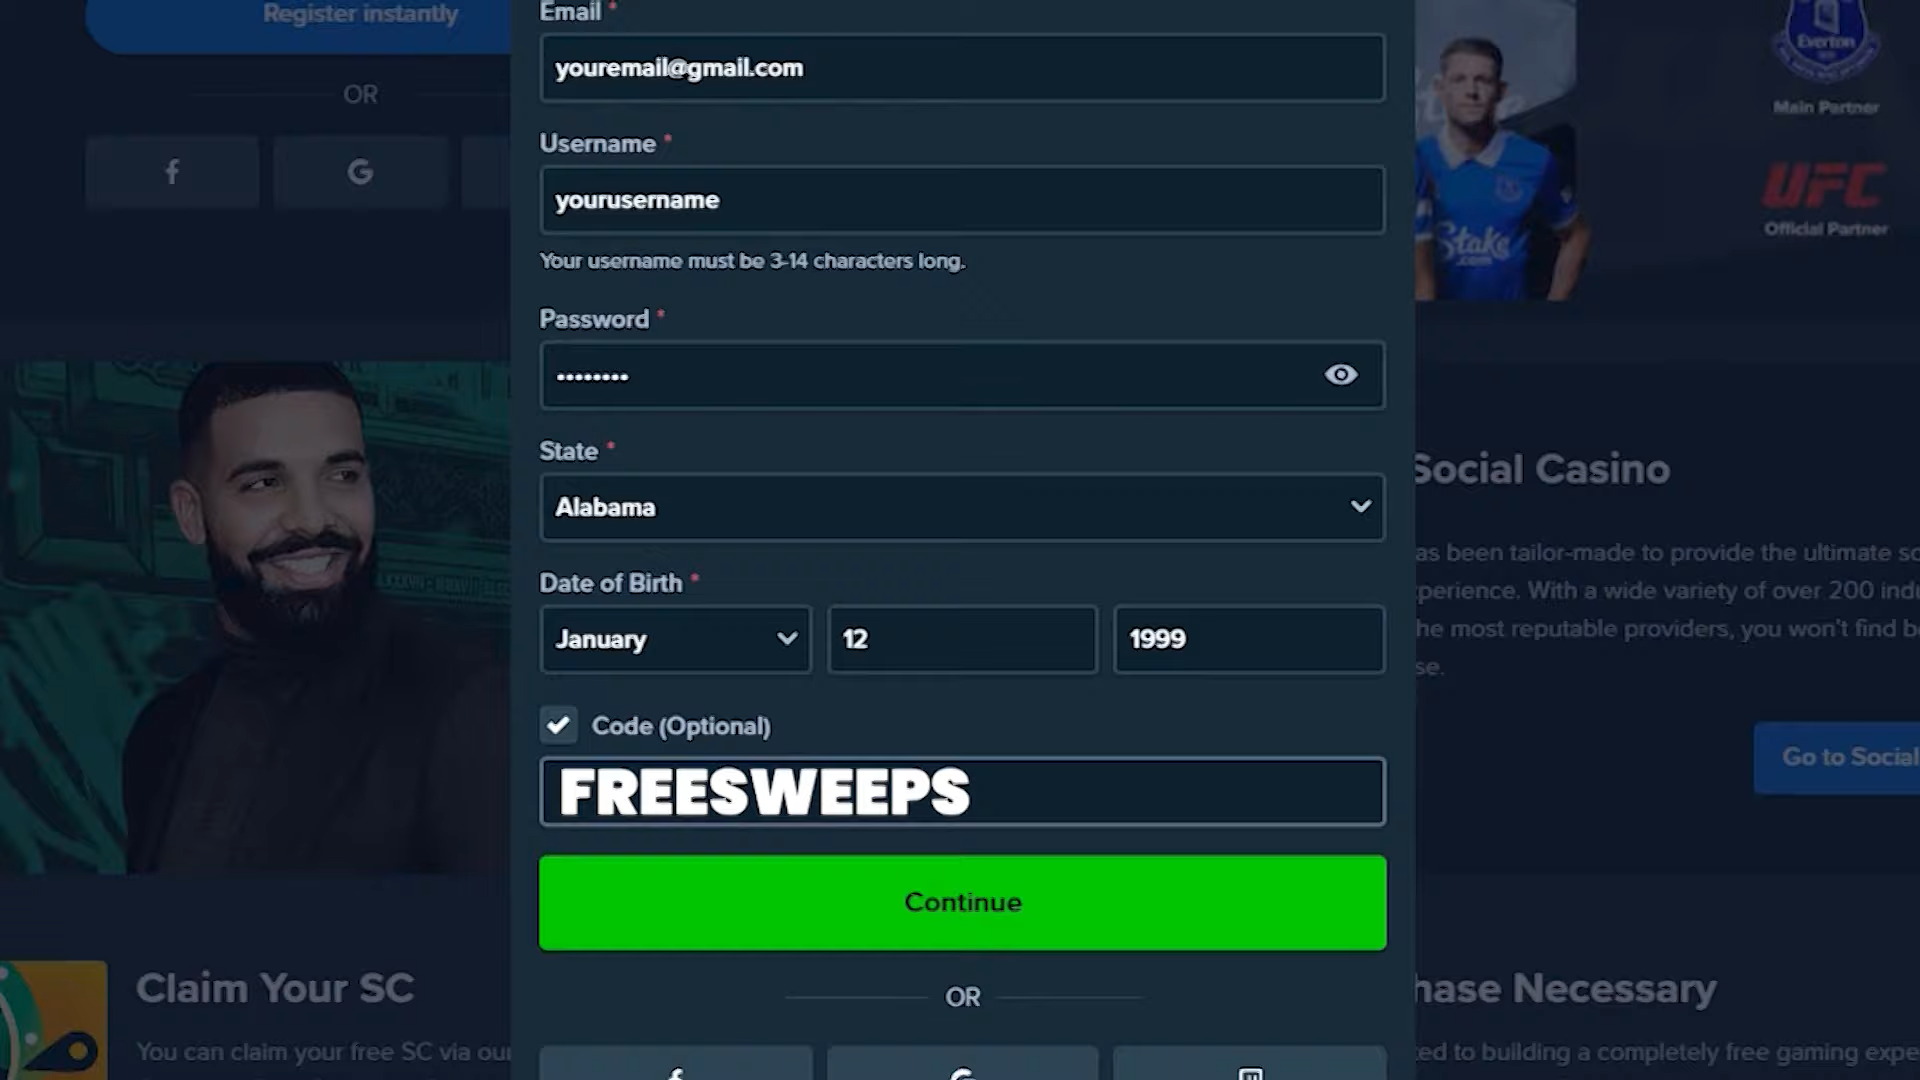 Register instantly
OR
Email *
youremail@gmail.com
Username *
yourusername
Your username must be 3-14 characters long.
Password *
••••••••
State *
Alabama
Date of Birth *
January
12
1999
Code (Optional)
FREESWEEPS
Continue
OR
Everton
Main Partner
UFC
Official Partner
Stake
.com
Social Casino
as been tailor-made to provide the ultimate so
perience. With a wide variety of over 200 indu
he most reputable providers, you won't find be
se.
Go to Social
Claim Your SC
You can claim your free SC via our
hase Necessary
ted to building a completely free gaming expe